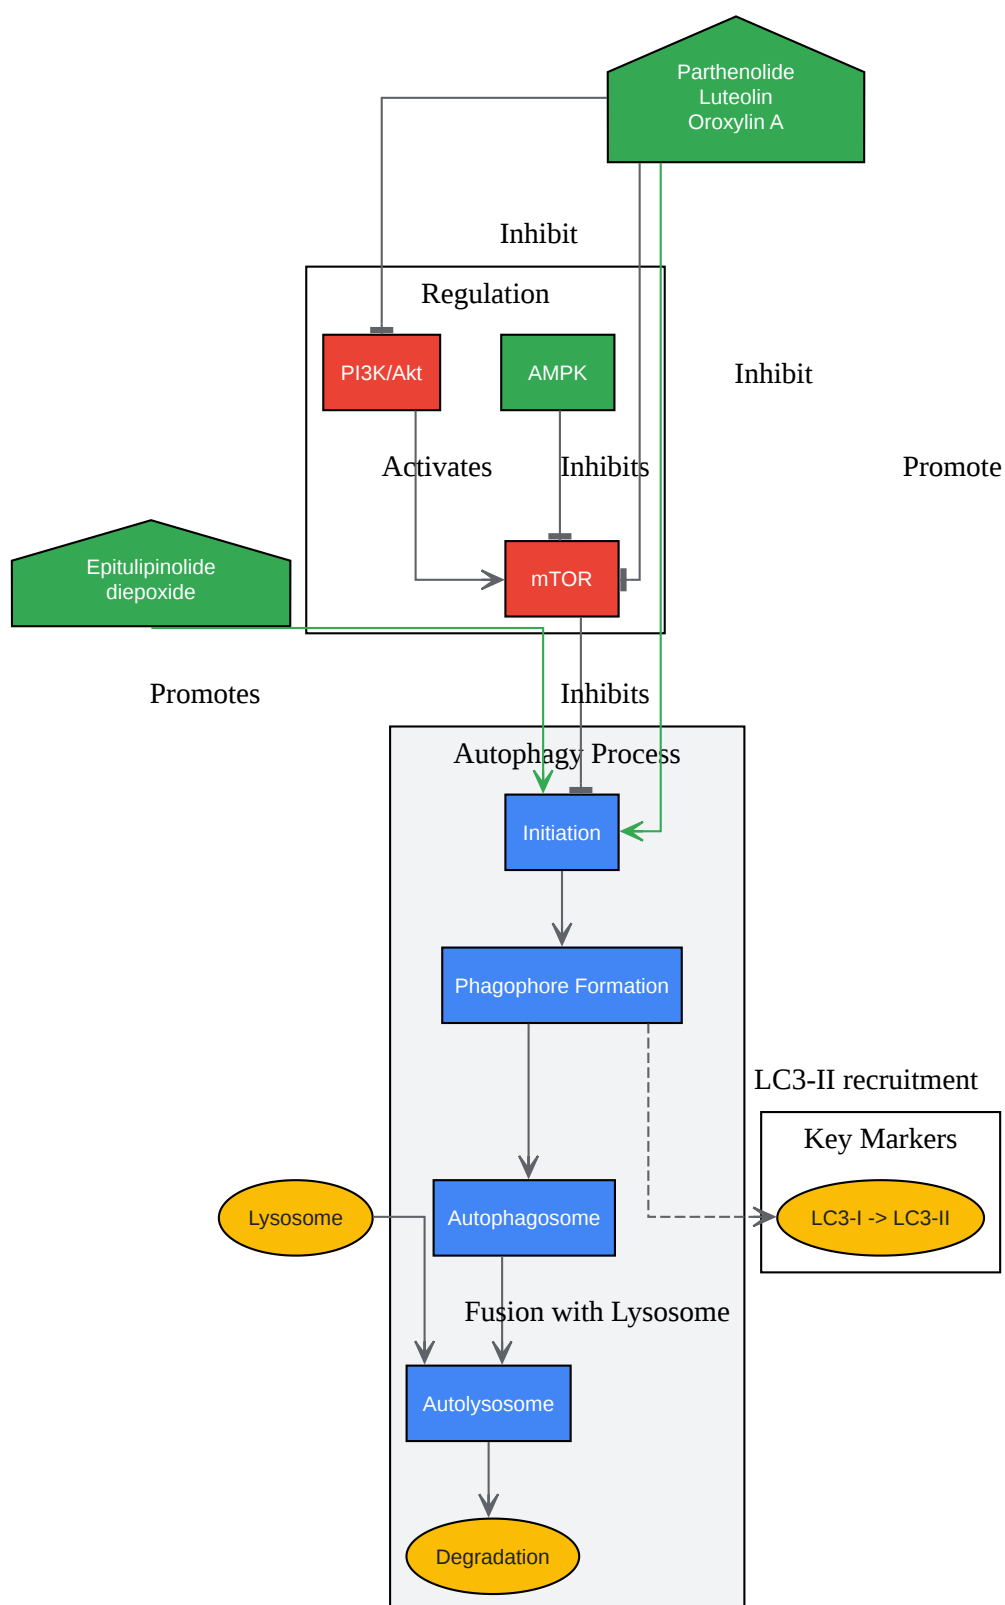 Parthenolide
Luteolin
Oroxylin A
Inhibit
Regulation
PI3K/Akt
AMPK
Inhibit
Activates
Inhibits
Promote
Epitulipinolide
diepoxide
mTOR
Promotes
Inhibits
Autophagy Process
Initiation
Phagophore Formation
LC3-II recruitment
Key Markers
Lysosome
Autophagosome
LC3-I -> LC3-II
Fusion with Lysosome
Autolysosome
Degradation